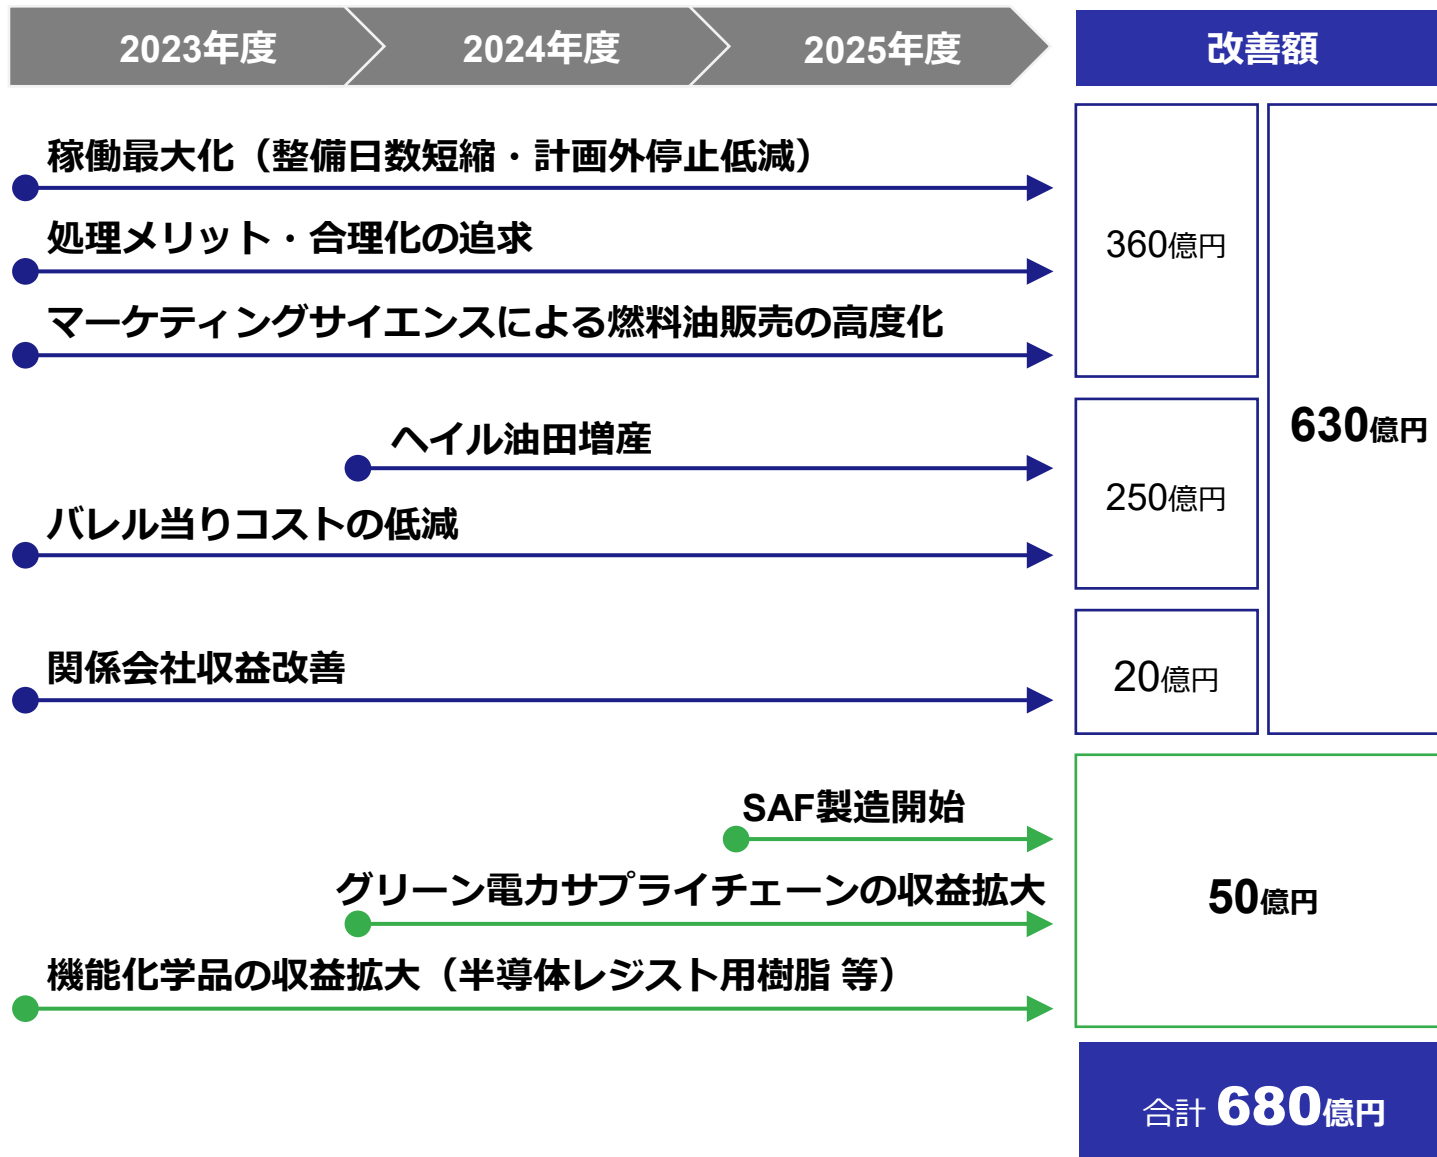 2023年度
2024年度
2025年度
改善額
稼働最大化（整備日数短縮・計画外停止低減）
処理メリット・合理化の追求
マーケティングサイエンスによる燃料油販売の高度化
360億円
ヘイル油田増産
バレル当りコストの低減
250億円
630億円
関係会社収益改善
20億円
SAF製造開始
グリーン電力サプライチェーンの収益拡大
機能化学品の収益拡大（半導体レジスト用樹脂 等）
50億円
合計 680億円